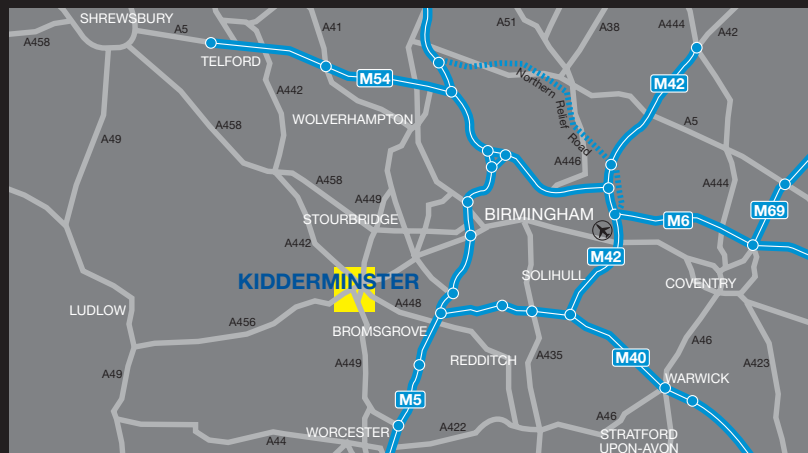 SHREWSBURY
A458
A5
TELFORD
A41
A51
A38
A444
A42
M54
A442
M42
Northern Relief Road
WOLVERHAMPTON
A5
A49
A458
A446
A458
A449
A444
STOURBRIDGE
BIRMINGHAM
M6
M69
A442
M42
KIDDERMINSTER
SOLIHULL
COVENTRY
A448
LUDLOW
A456
BROMSGROVE
A46
A449
REDDITCH
A435
M40
A423
A49
WARWICK
M5
A46
A422
WORCESTER
A44
STRATFORD
UPON-AVON